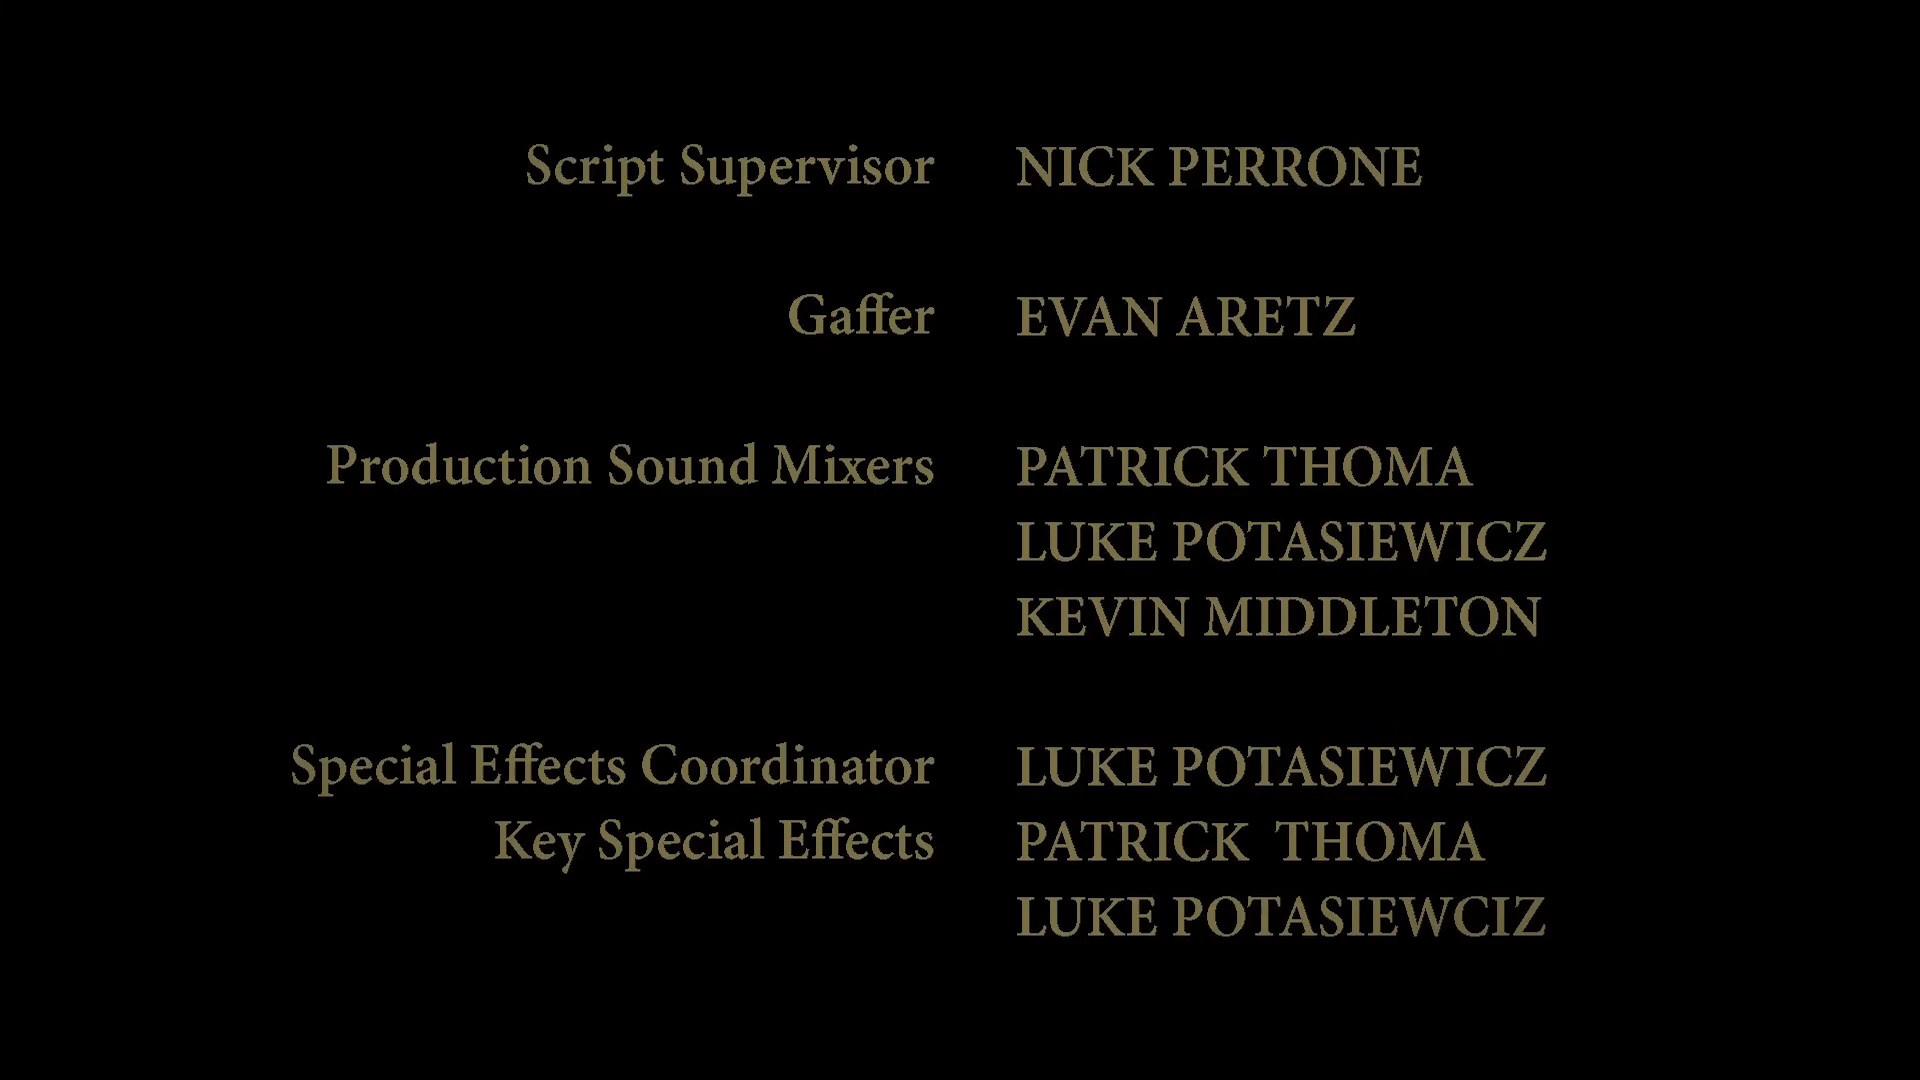 Script Supervisor NICK PERRONE
Gaffer EVAN ARETZ
Production Sound Mixers PATRICK THOMA
LUKE POTASIEWICZ
KEVIN MIDDLETON
Special Effects Coordinator LUKE POTASIEWICZ
Key Special Effects PATRICK  THOMA
LUKE POTASIEWCIZ